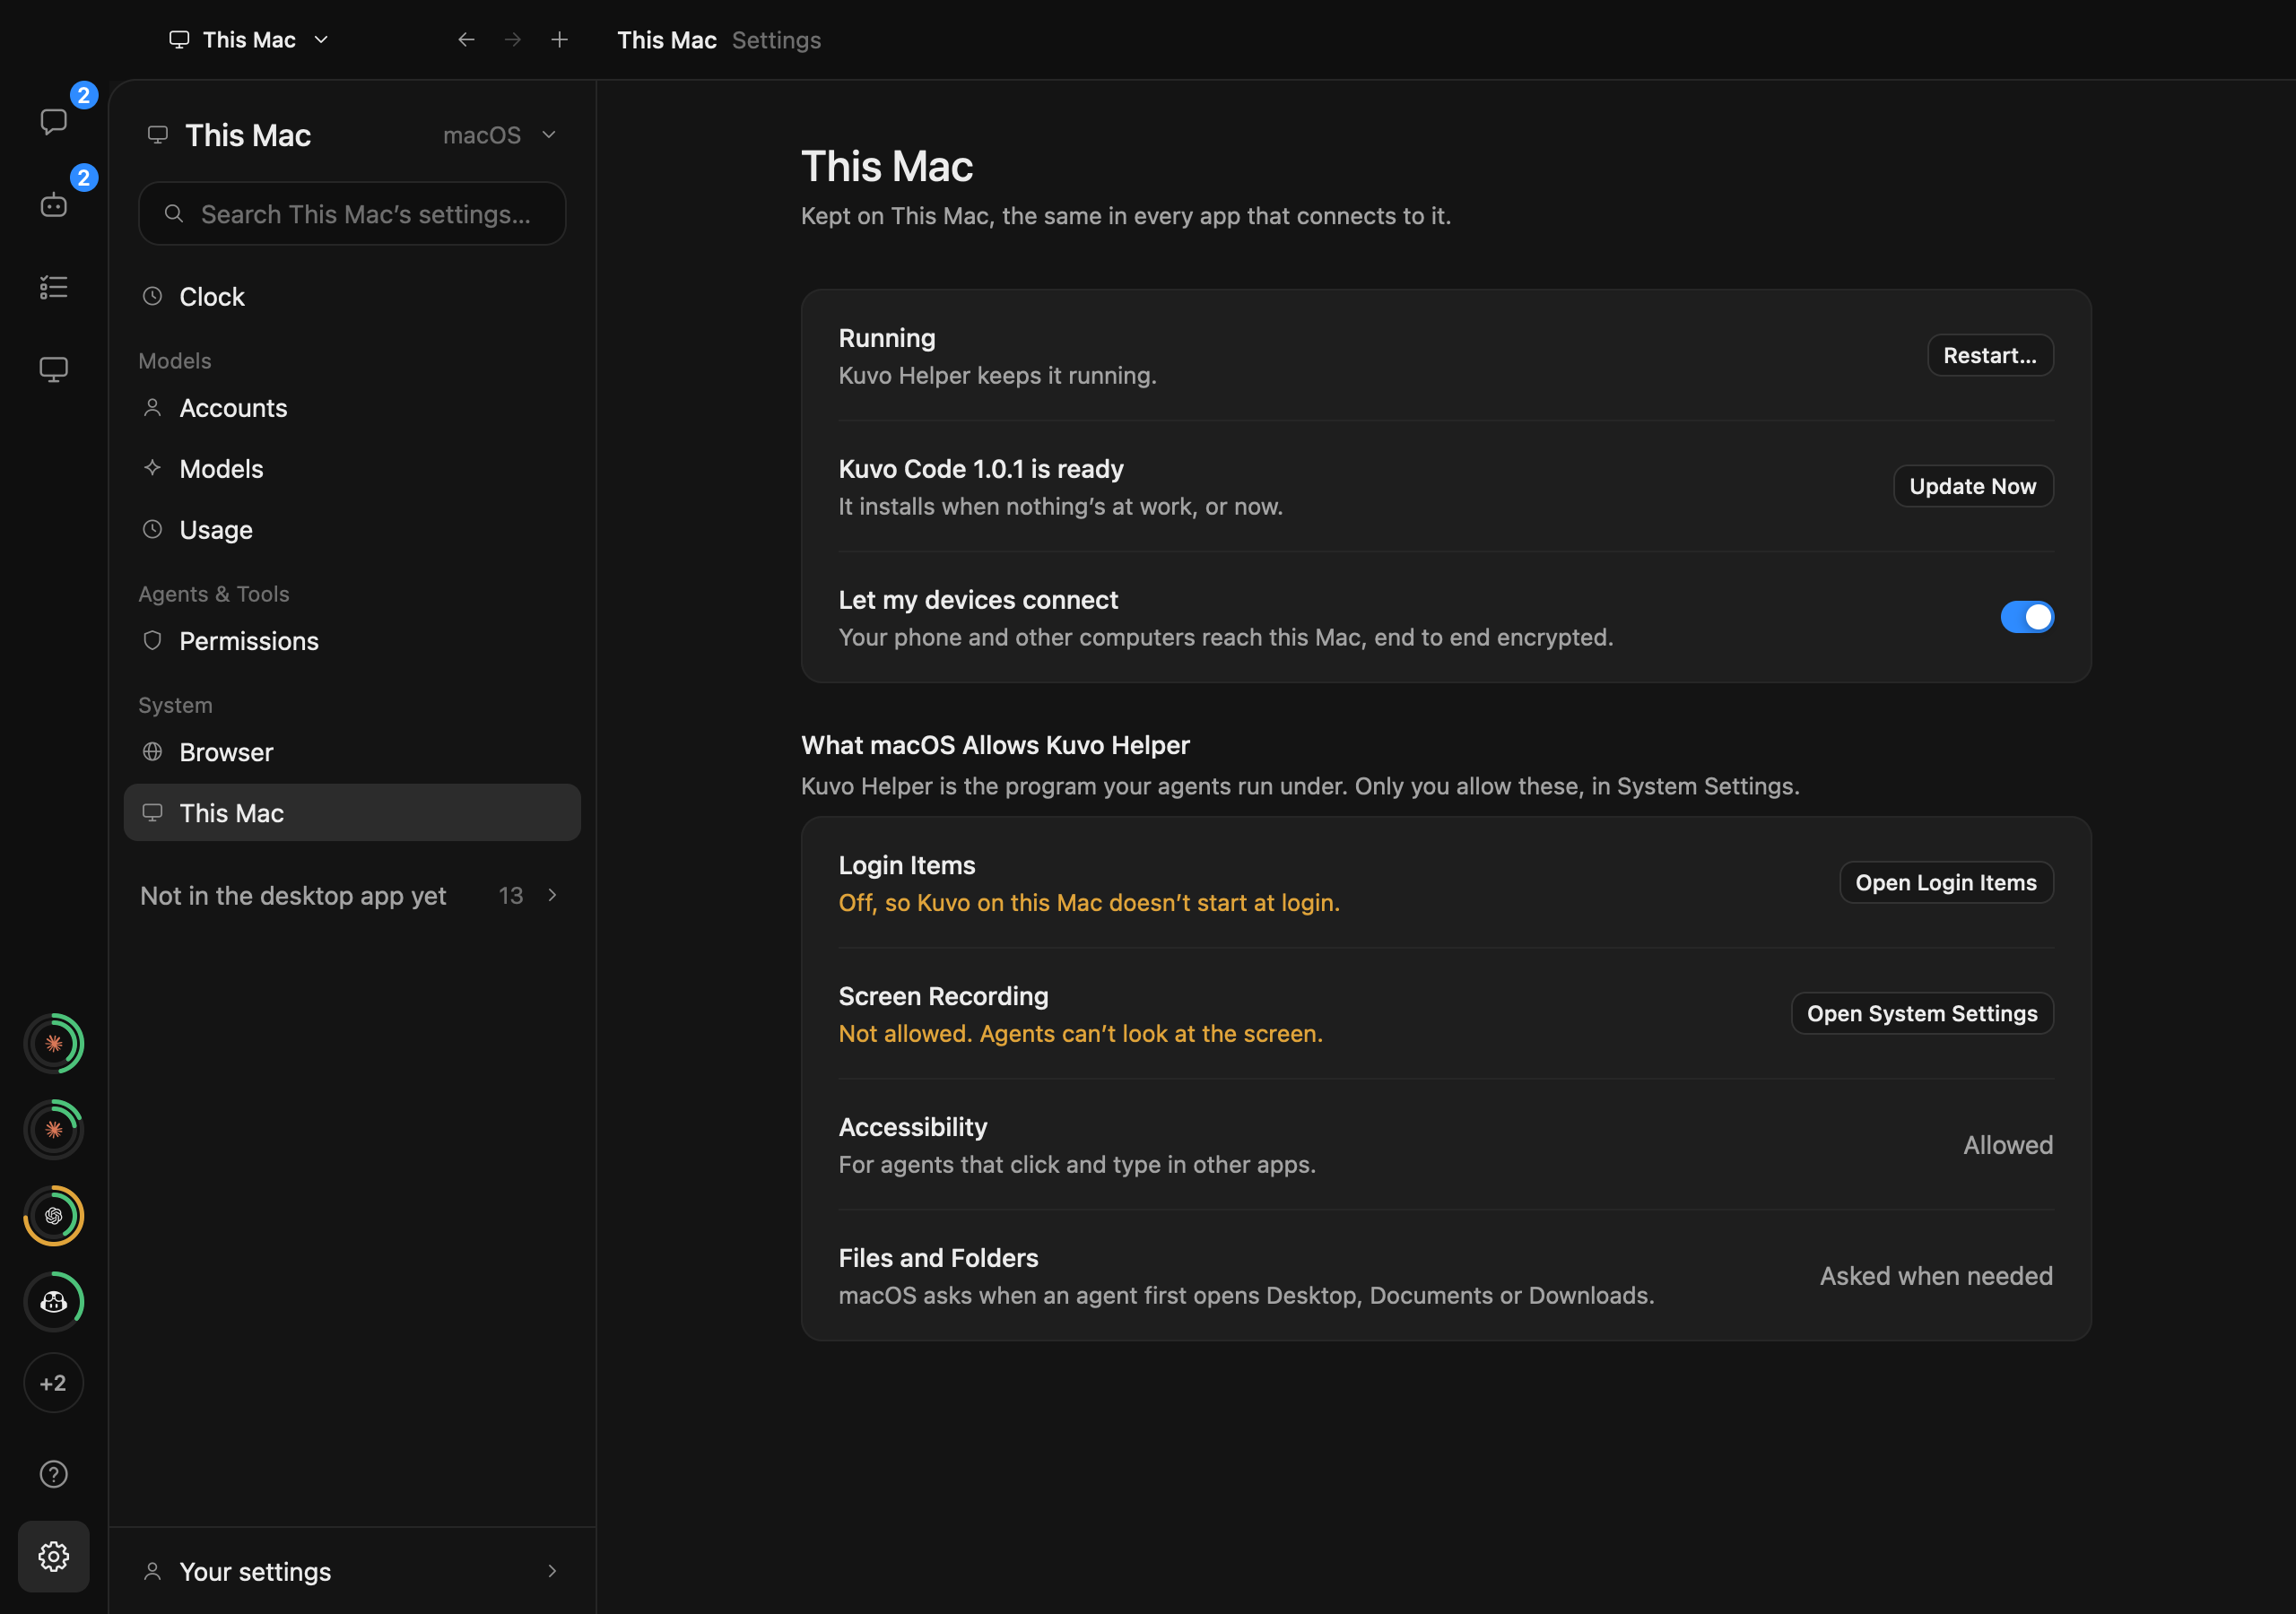 This Mac
This Mac Settings
2
2
This Mac macOS
Search This Mac’s settings...
Clock
Models
Accounts
Models
Usage
Agents & Tools
Permissions
System
Browser
This Mac
Not in the desktop app yet 13
+2
?
Your settings
This Mac
Kept on This Mac, the same in every app that connects to it.
Running
Kuvo Helper keeps it running.
Restart...
Kuvo Code 1.0.1 is ready
It installs when nothing’s at work, or now.
Update Now
Let my devices connect
Your phone and other computers reach this Mac, end to end encrypted.
What macOS Allows Kuvo Helper
Kuvo Helper is the program your agents run under. Only you allow these, in System Settings.
Login Items
Off, so Kuvo on this Mac doesn’t start at login.
Open Login Items
Screen Recording
Not allowed. Agents can’t look at the screen.
Open System Settings
Accessibility
For agents that click and type in other apps.
Allowed
Files and Folders
macOS asks when an agent first opens Desktop, Documents or Downloads.
Asked when needed